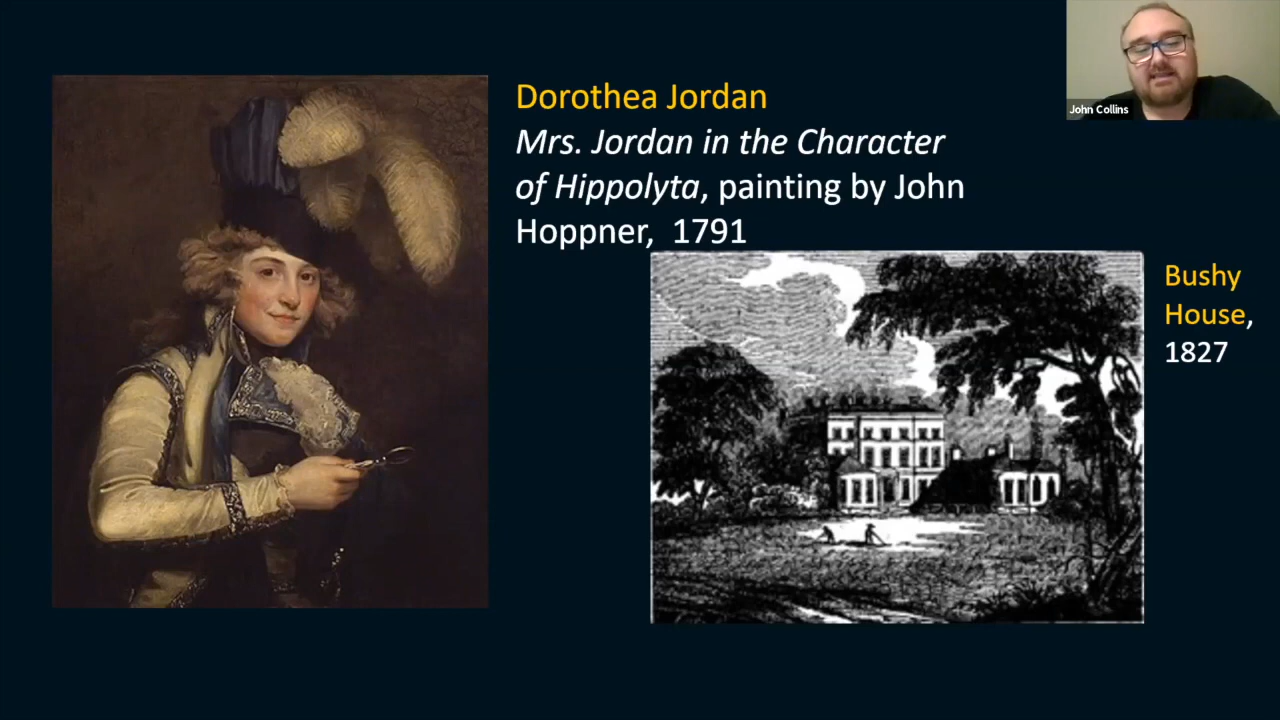 Dorothea Jordan
Mrs. Jordan in the Character
of Hippolyta, painting by John
Hoppner, 1791
Bushy
House,
1827
John Collins